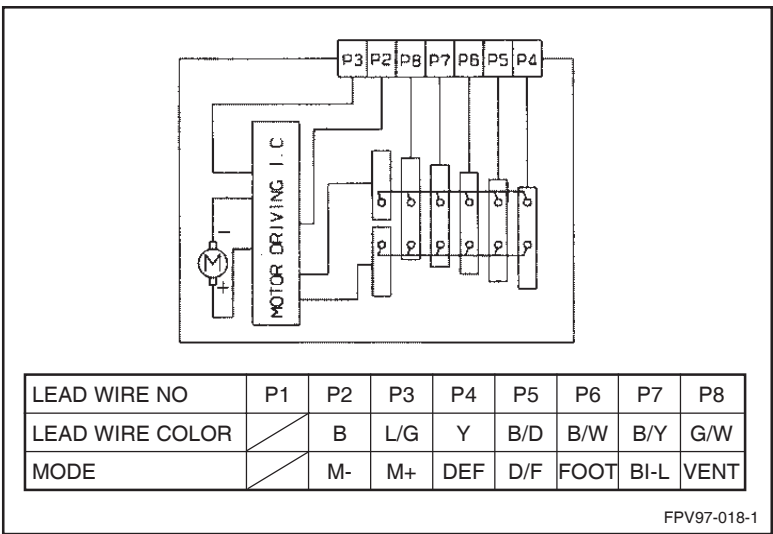 P3 P2 P8 P7 P6 P5 P4
MOTOR DRIVING I.C
-
M
+
LEAD WIRE NO P1 P2 P3 P4 P5 P6 P7 P8
LEAD WIRE COLOR B L/G Y B/D B/W B/Y G/W
MODE M- M+ DEF D/F FOOT BI-L VENT
FPV97-018-1